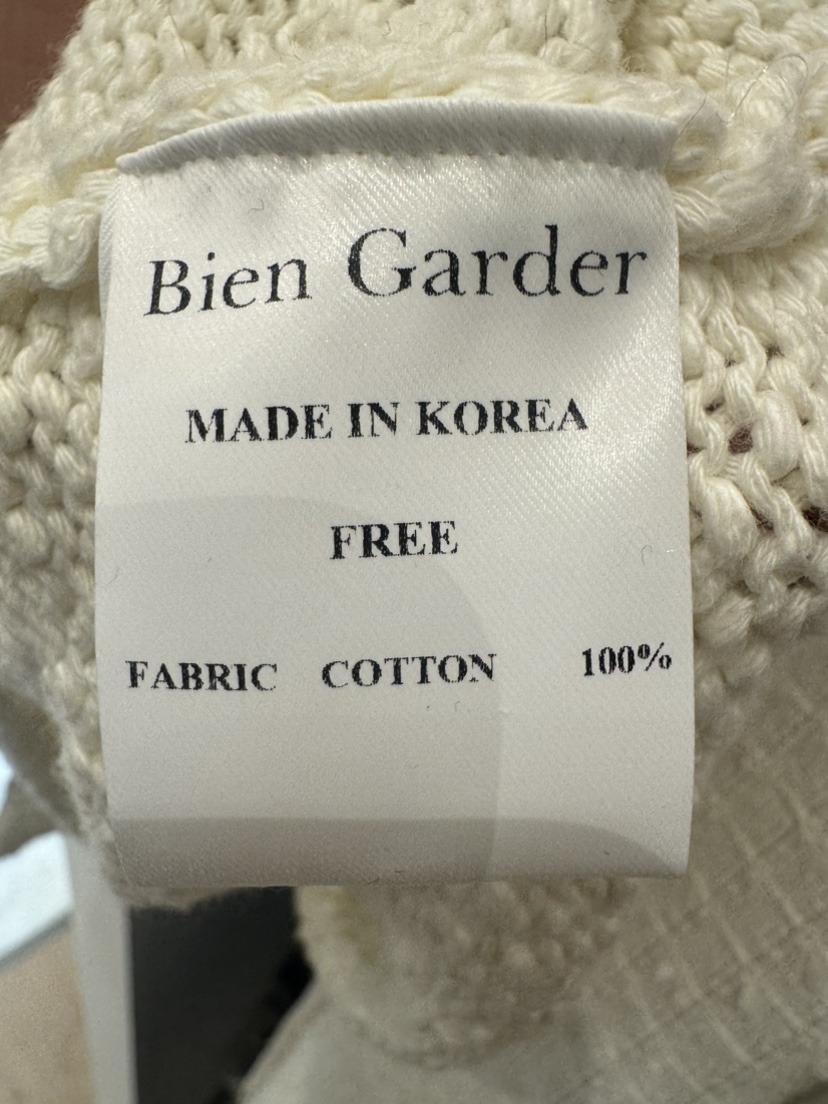 Bien Garder
MADE IN KOREA
FREE
FABRIC COTTON 100%